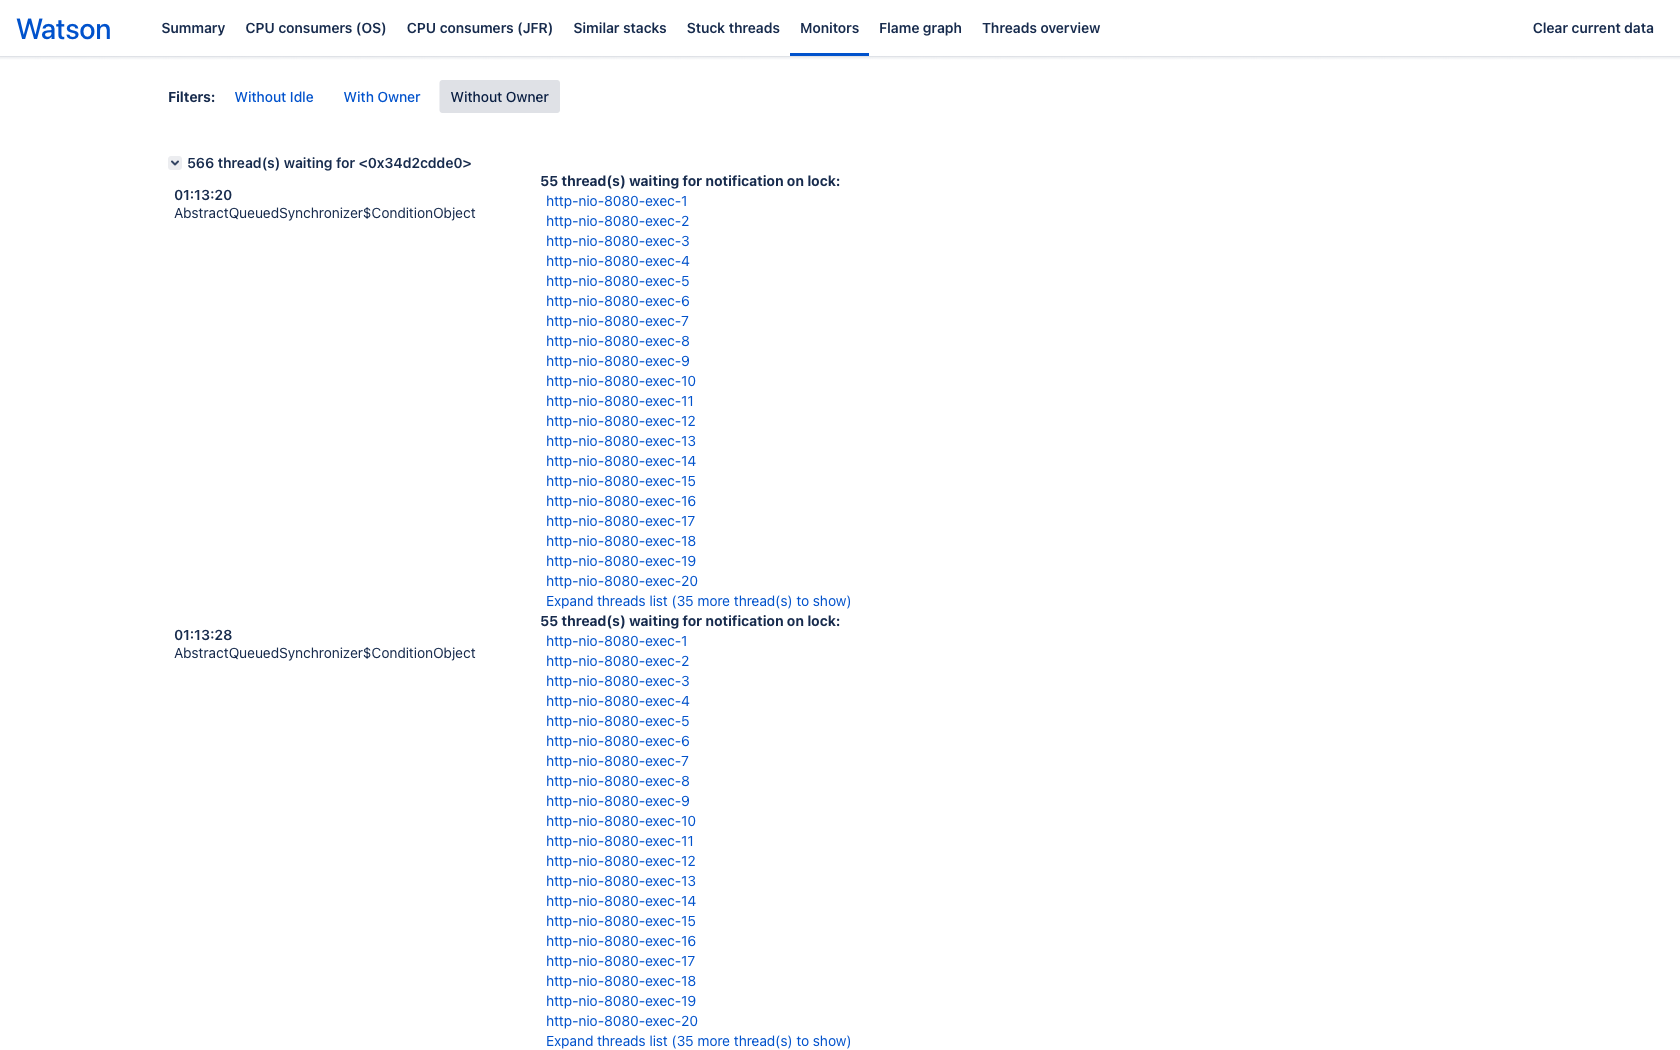 Watson Summary CPU consumers (OS) CPU consumers (JFR) Similar stacks Stuck threads Monitors Flame graph Threads overview Clear current data
Filters: Without Idle With Owner Without Owner
566 thread(s) waiting for <0x34d2cdde0>
01:13:20
AbstractQueuedSynchronizer$ConditionObject
55 thread(s) waiting for notification on lock:
http-nio-8080-exec-1
http-nio-8080-exec-2
http-nio-8080-exec-3
http-nio-8080-exec-4
http-nio-8080-exec-5
http-nio-8080-exec-6
http-nio-8080-exec-7
http-nio-8080-exec-8
http-nio-8080-exec-9
http-nio-8080-exec-10
http-nio-8080-exec-11
http-nio-8080-exec-12
http-nio-8080-exec-13
http-nio-8080-exec-14
http-nio-8080-exec-15
http-nio-8080-exec-16
http-nio-8080-exec-17
http-nio-8080-exec-18
http-nio-8080-exec-19
http-nio-8080-exec-20
Expand threads list (35 more thread(s) to show)
01:13:28
AbstractQueuedSynchronizer$ConditionObject
55 thread(s) waiting for notification on lock:
http-nio-8080-exec-1
http-nio-8080-exec-2
http-nio-8080-exec-3
http-nio-8080-exec-4
http-nio-8080-exec-5
http-nio-8080-exec-6
http-nio-8080-exec-7
http-nio-8080-exec-8
http-nio-8080-exec-9
http-nio-8080-exec-10
http-nio-8080-exec-11
http-nio-8080-exec-12
http-nio-8080-exec-13
http-nio-8080-exec-14
http-nio-8080-exec-15
http-nio-8080-exec-16
http-nio-8080-exec-17
http-nio-8080-exec-18
http-nio-8080-exec-19
http-nio-8080-exec-20
Expand threads list (35 more thread(s) to show)